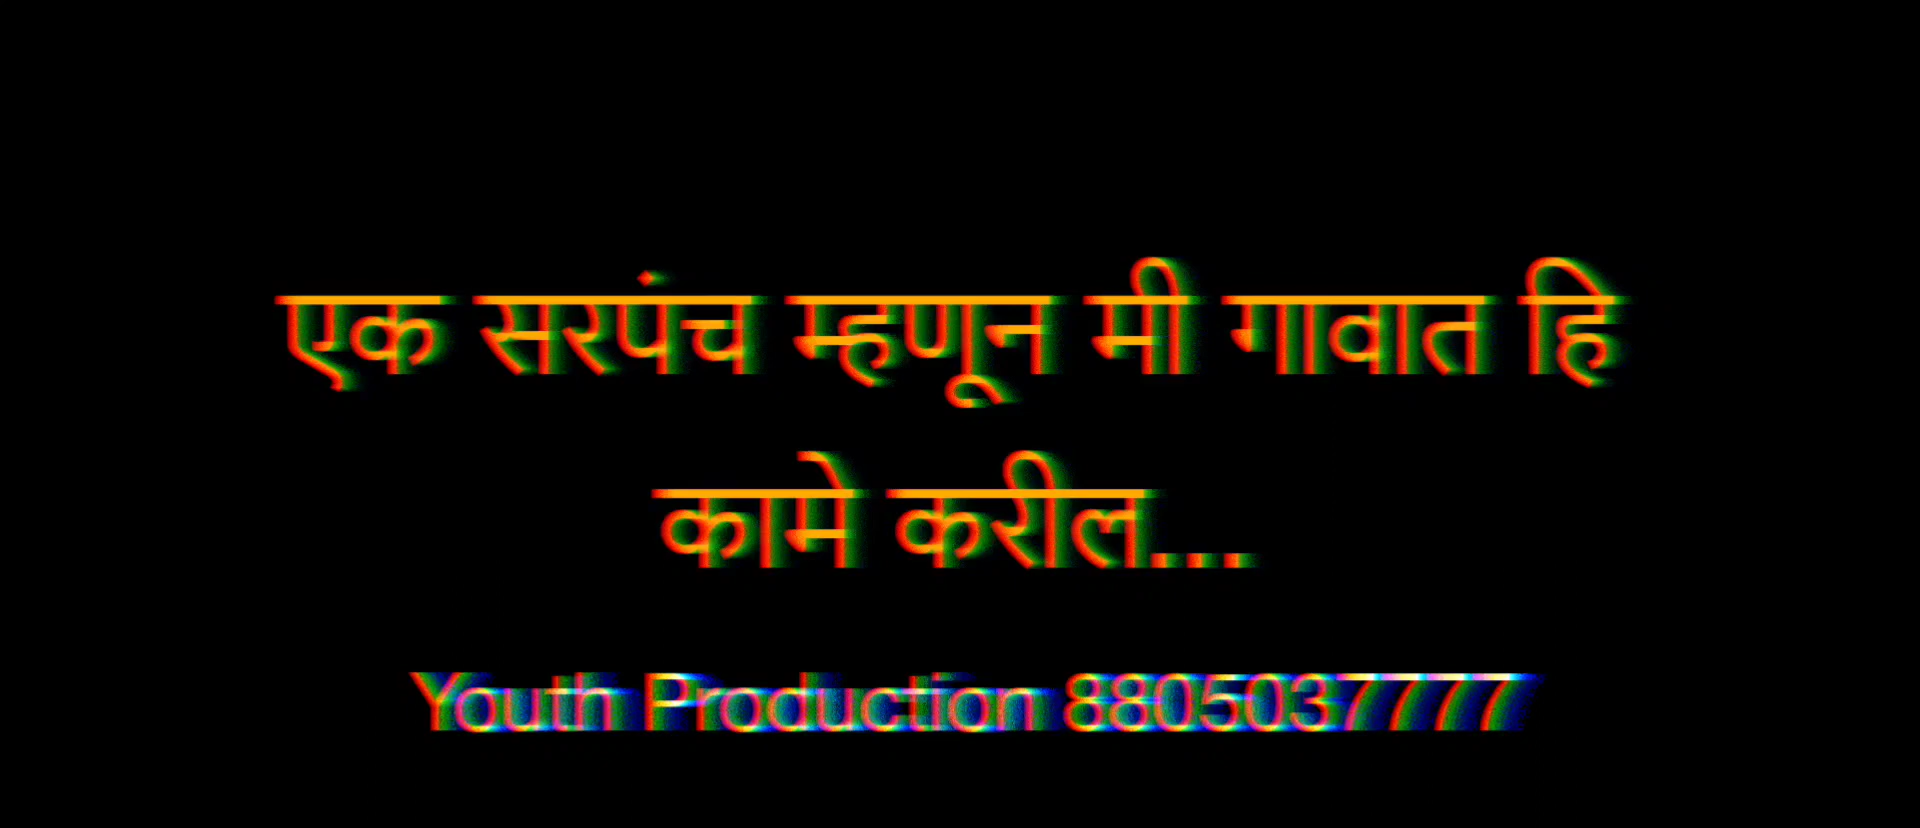 एक सरपंच म्हणून मी गावात हि
कामे करील...
Youth Production 8805037777